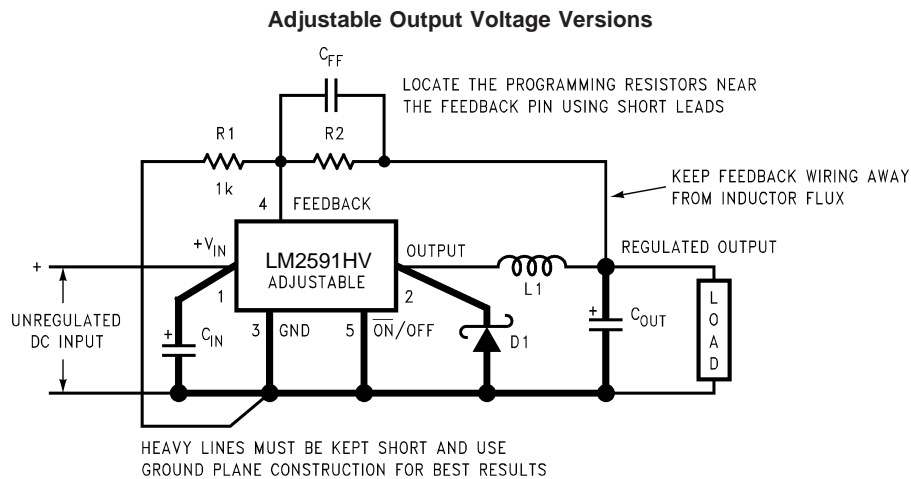 Adjustable Output Voltage Versions
CFF
LOCATE THE PROGRAMMING RESISTORS NEAR
THE FEEDBACK PIN USING SHORT LEADS
R1
R2
1k
KEEP FEEDBACK WIRING AWAY
FROM INDUCTOR FLUX
4
FEEDBACK
+VIN
LM2591HV
ADJUSTABLE
OUTPUT
REGULATED OUTPUT
+
1
2
L1
UNREGULATED
DC INPUT
+
CIN
3
GND
5
ON/OFF
D1
+
COUT
LOAD
-
-
HEAVY LINES MUST BE KEPT SHORT AND USE
GROUND PLANE CONSTRUCTION FOR BEST RESULTS